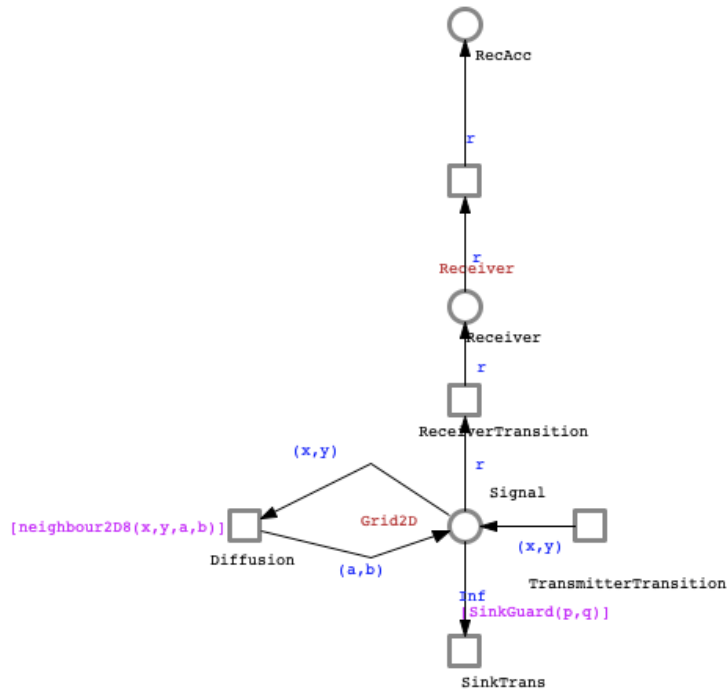 RecAcc
r
r
Receiver
Receiver
r
ReceiverTransition
(x,y)
r
Signal
Grid2D
[neighbour2D8(x,y,a,b)]
(x,y)
Diffusion
(a,b)
TransmitterTransition
Inf
[SinkGuard(p,q)]
SinkTrans